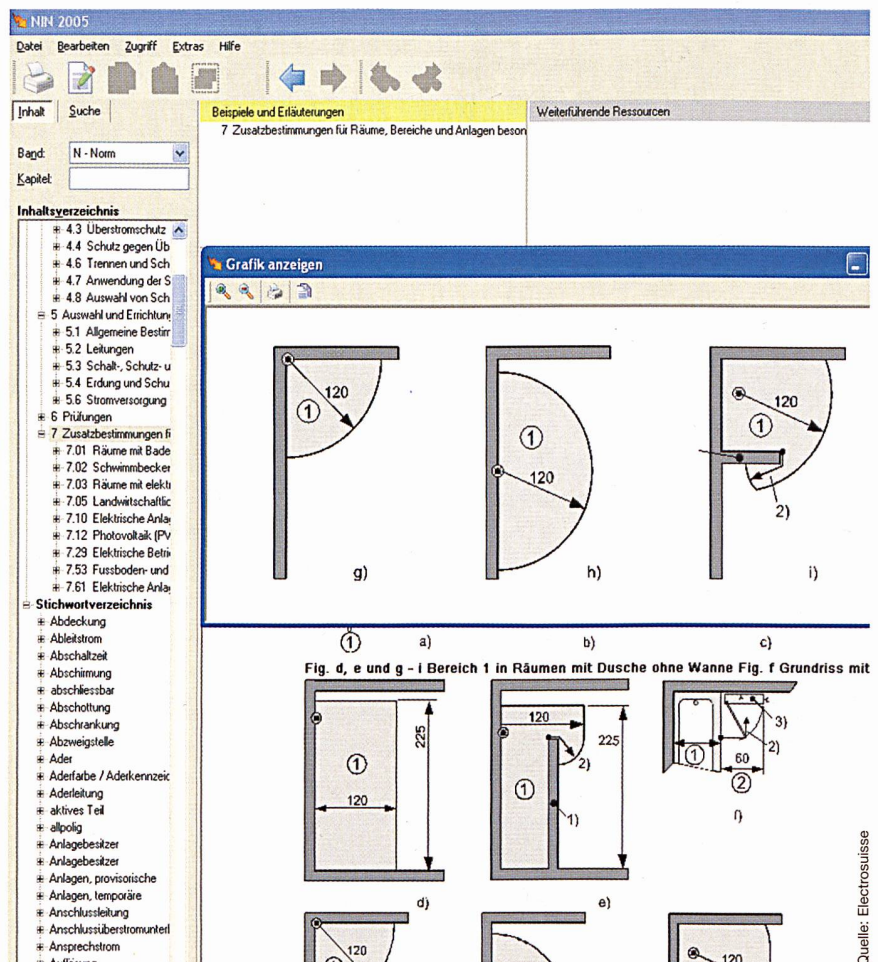 NIN 2005
Datei Bearbeiten Zugriff Extras Hilfe
Inhalt Suche
Band: N - Norm
Kapitel:
Inhaltsverzeichnis
4.3 Überstromschutz
4.4 Schutz gegen Üb
4.6 Trennen und Sch
4.7 Anwendung der S
4.8 Auswahl von Sch
5 Auswahl und Errichtung
5.1 Allgemeine Bestim
5.2 Leitungen
5.3 Schalt-, Schutz- u
5.4 Erdung und Schu
5.6 Stromversorgung
6 Prüfungen
7 Zusatzbestimmungen fü
7.01 Räume mit Bade
7.02 Schwimmbecken
7.03 Räume mit elektr
7.05 Landwirtschaftlic
7.10 Elektrische Anlag
7.12 Photovoltaik (PV
7.29 Elektrische Betrie
7.53 Fussboden- und
7.61 Elektrische Anlag
Stichwortverzeichnis
Abdeckung
Ableitstrom
Abschaltzeit
Abschirmung
abschliessbar
Abschottung
Abschrankung
Abzweigstelle
Ader
Aderfarbe / Aderkennzeic
Aderleitung
aktives Teil
allpolig
Anlagebesitzer
Anlagebesitzer
Anlagen, provisorische
Anlagen, temporäre
Anschlussleitung
Anschlussüberstromunterl
Ansprechstrom
Beispiele und Erläuterungen
7 Zusatzbestimmungen für Räume, Bereiche und Anlagen beson
Weiterführende Ressourcen
Grafik anzeigen
120
1
g)
1
120
h)
120
1
2)
i)
1
a)
b)
c)
Fig. d, e und g - i Bereich 1 in Räumen mit Dusche ohne Wanne Fig. f Grundriss mit
1
120
225
d)
120
2)
225
1
1)
e)
3)
2)
1
60
2
f)
120
120
Quelle: Electrosuisse